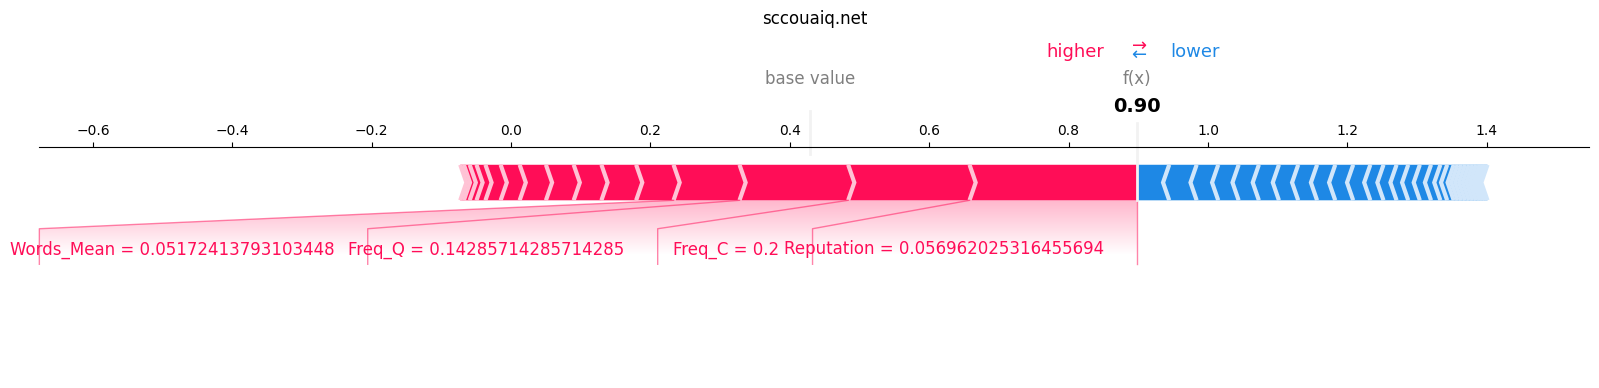 sccouaiq.net
higher → ← lower
base value f(x)
0.90
−0.6 −0.4 −0.2 0.0 0.2 0.4 0.6 0.8 1.0 1.2 1.4
Words_Mean = 0.05172413793103448 Freq_Q = 0.14285714285714285 Freq_C = 0.2 Reputation = 0.056962025316455694